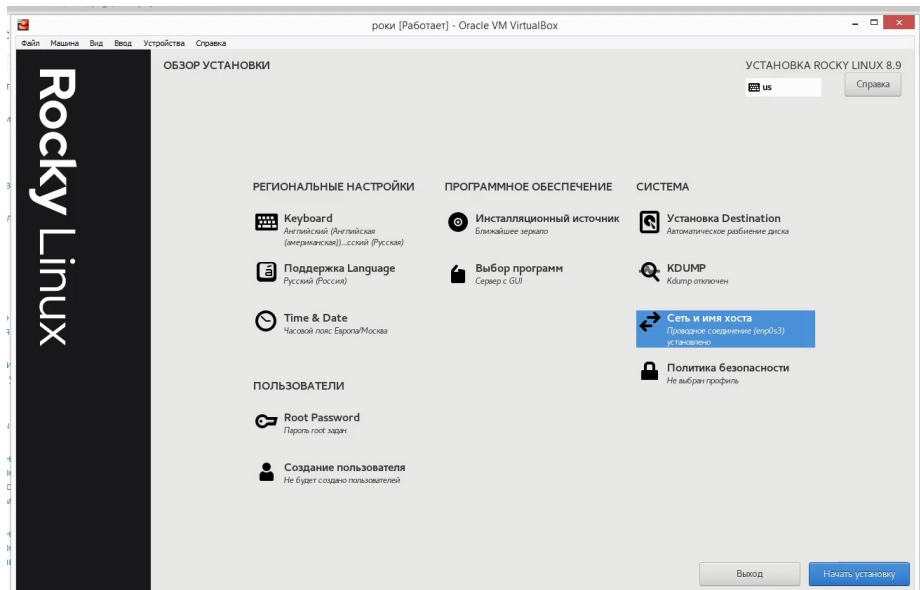 роки [Работает] - Oracle VM VirtualBox
Файл Машина Вид Ввод Устройства Справка
Rocky Linux
ОБЗОР УСТАНОВКИ
УСТАНОВКА ROCKY LINUX 8.9
us
Справка
РЕГИОНАЛЬНЫЕ НАСТРОЙКИ
Keyboard
Английский (Английская
(американская))...сский (Русская)
Поддержка Language
Русский (Россия)
Time & Date
Часовой пояс Европа/Москва
ПРОГРАММНОЕ ОБЕСПЕЧЕНИЕ
Инсталляционный источник
Ближайшее зеркало
Выбор программ
Сервер с GUI
СИСТЕМА
Установка Destination
Автоматическое разбиение диска
KDUMP
Kdump отключен
Сеть и имя хоста
Проводное соединение (enp0s3)
установлено
Политика безопасности
Не выбран профиль
ПОЛЬЗОВАТЕЛИ
Root Password
Пароль root задан
Создание пользователя
Не будет создано пользователей
Выход
Начать установку